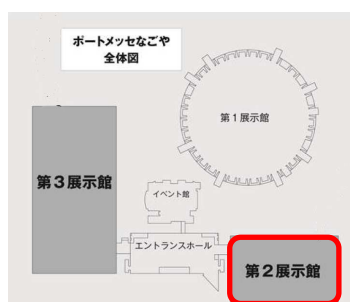 ポートメッセなごや
全体図
第1展示館
第3展示館
イベント館
エントランスホール
第2展示館